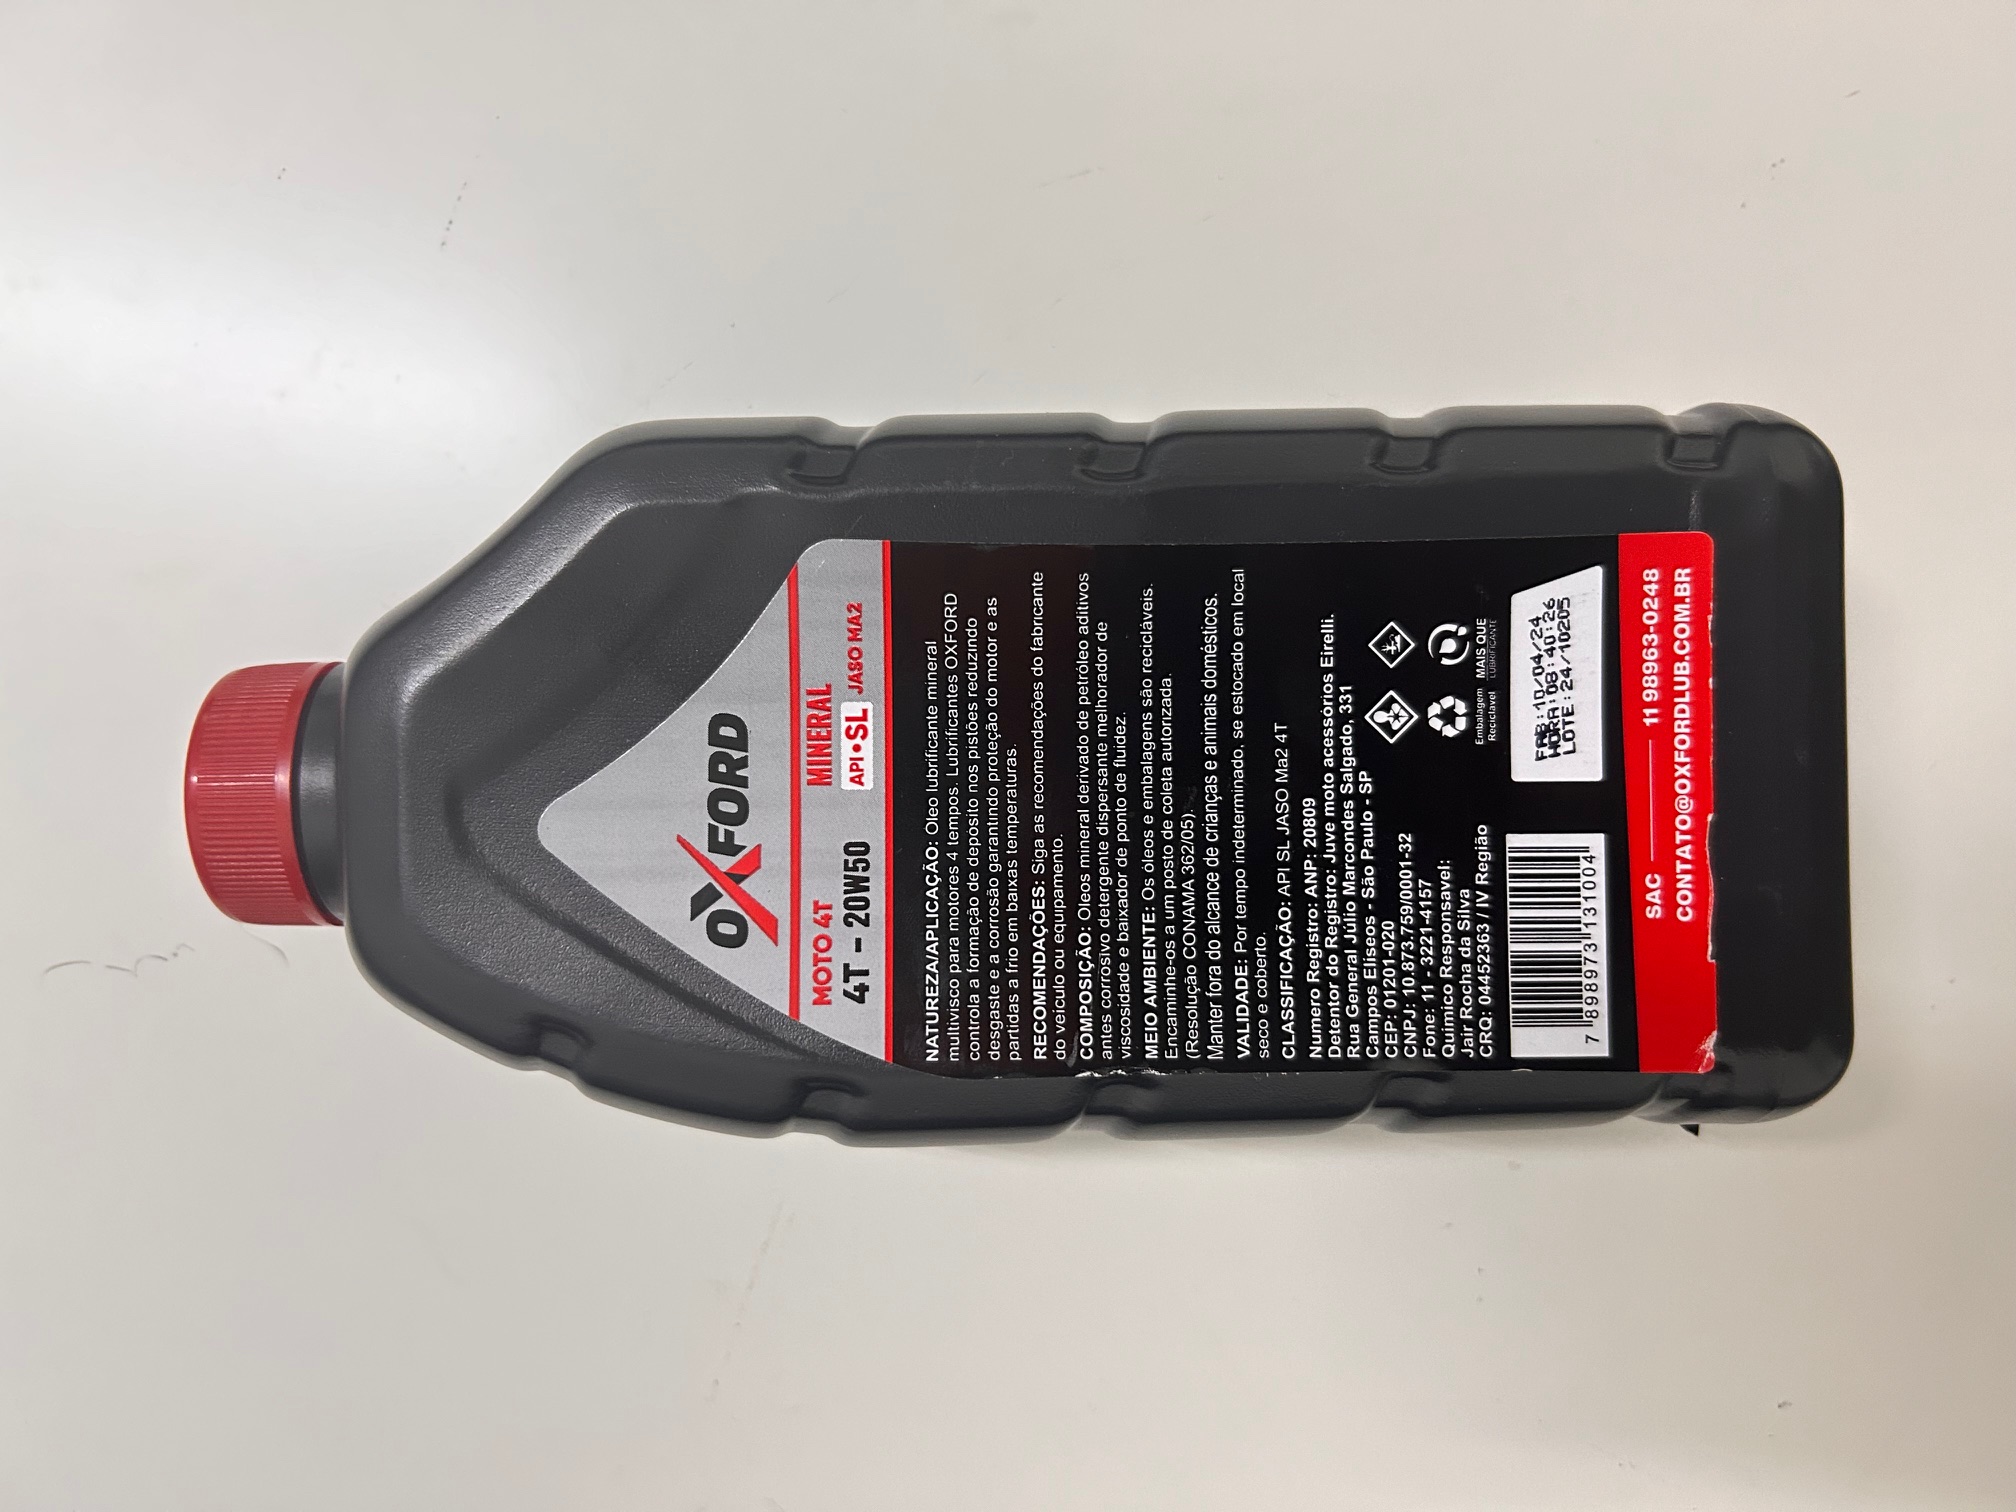 OXFORD
MOTO 4T
4T - 20W50
MINERAL
API • SL JASO MA2
NATUREZA/APLICAÇÃO: Óleo lubrificante mineral
multivisco para motores 4 tempos. Lubrificantes OXFORD
controla a formação de depósito nos pistões reduzindo
desgaste e a corrosão garantindo proteção do motor e as
partidas a frio em baixas temperaturas.
RECOMENDAÇÕES: Siga as recomendações do fabricante
do veículo ou equipamento.
COMPOSIÇÃO: Oleos mineral derivado de petróleo aditivos
antes corrosivo detergente dispersante melhorador de
viscosidade e baixador de ponto de fluidez.
MEIO AMBIENTE: Os óleos e embalagens são recicláveis.
Encaminhe-os a um posto de coleta autorizada.
(Resolução CONAMA 362/05).
Manter fora do alcance de crianças e animais domésticos.
VALIDADE: Por tempo indeterminado, se estocado em local
seco e coberto.
CLASSIFICAÇÃO: API SL JASO Ma2 4T
Numero Registro: ANP: 20809
Detentor do Registro: Juve moto acessórios Eirelli.
Rua General Júlio Marcondes Salgado, 331
Campos Elíseos - São Paulo - SP
CEP: 01201-020
CNPJ: 10.873.759/0001-32
Fone: 11 - 3221-4157
Quimico Responsavel:
Jair Rocha da Silva
CRQ: 04452363 / IV Região
Embalagem
Reciclavel
MAIS QUE
LUBRIFICANTE
7 898973 131004
FAB:10/04/24
HORA:08:40:26
LOTE:24/10205
SAC 11 98963-0248
CONTATO@OXFORDLUB.COM.BR